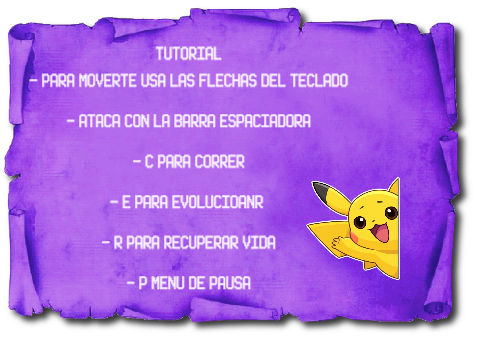 TUTORIAL
- PARA MOVERTE USA LAS FLECHAS DEL TECLADO
- ATACA CON LA BARRA ESPACIADORA
- C PARA CORRER
- E PARA EVOLUCIOANR
- R PARA RECUPERAR VIDA
- P MENU DE PAUSA